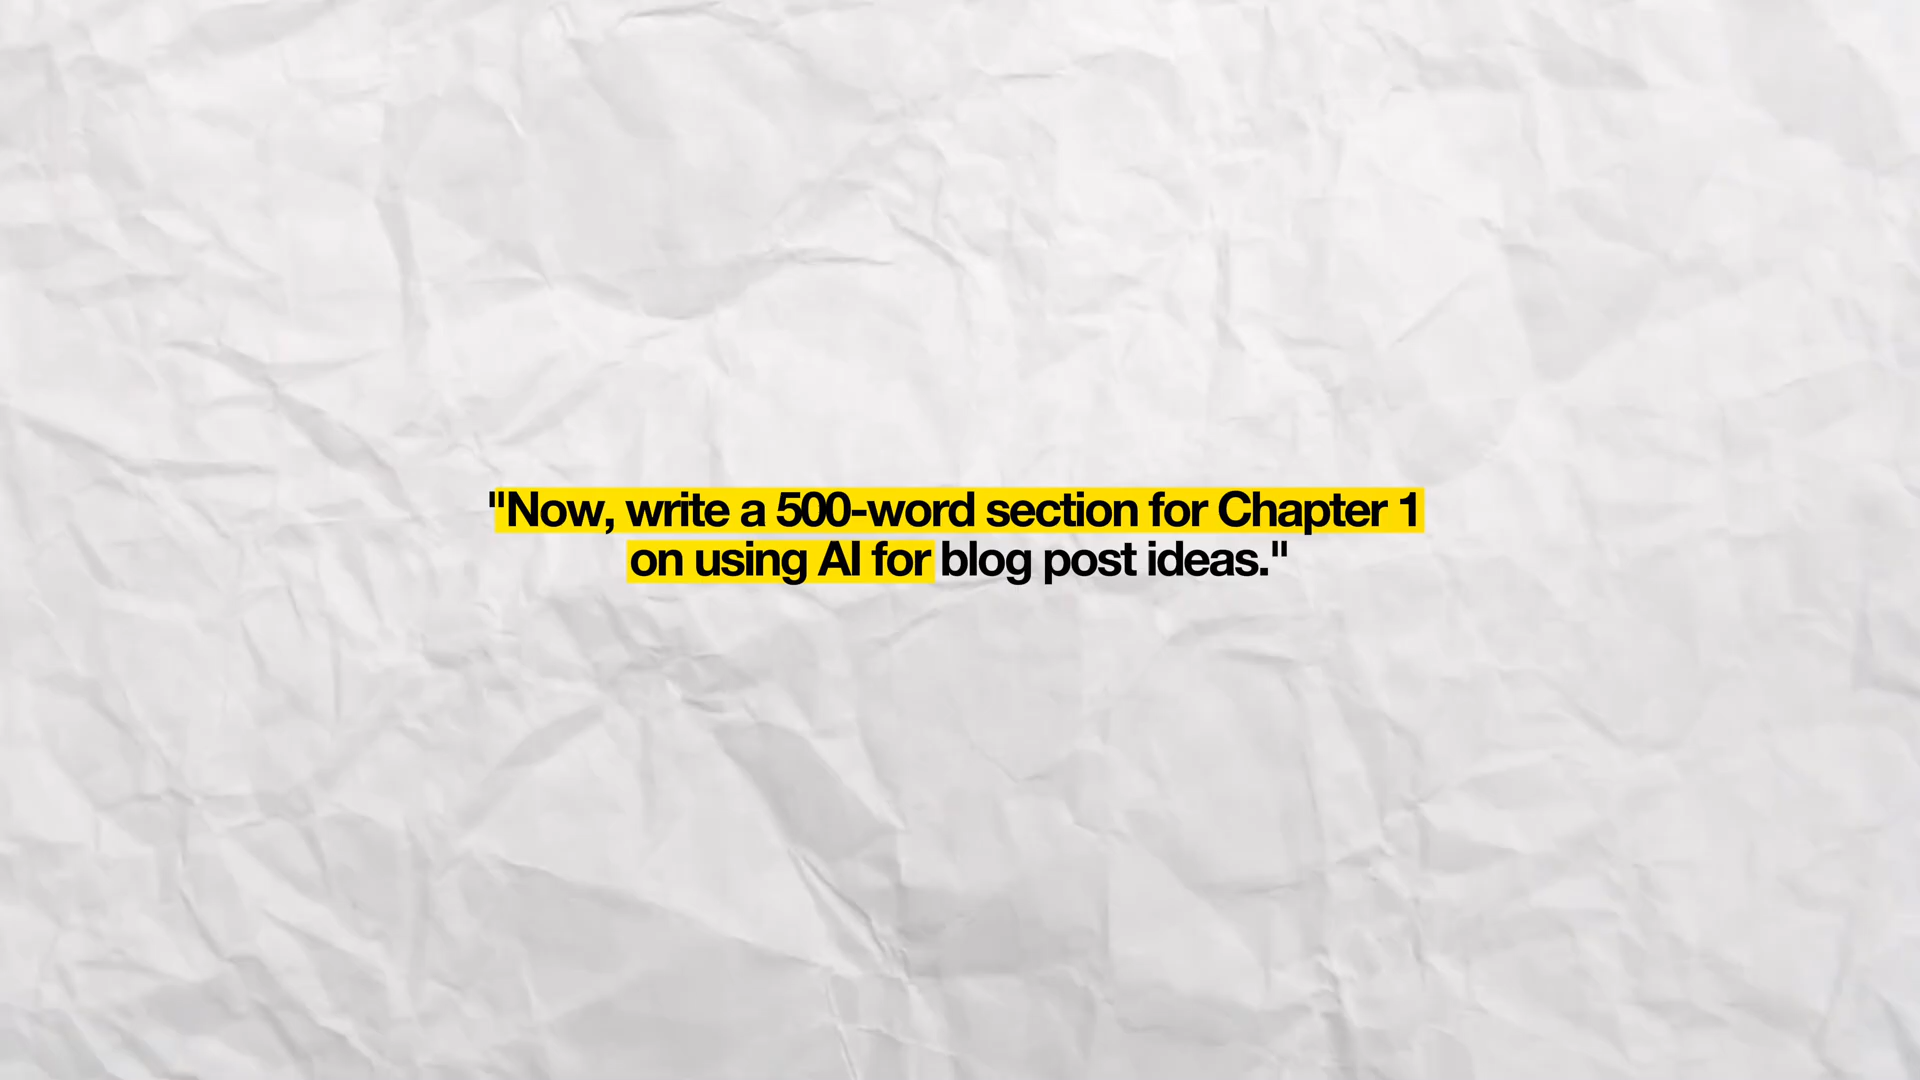 "Now, write a 500-word section for Chapter 1
on using AI for blog post ideas."